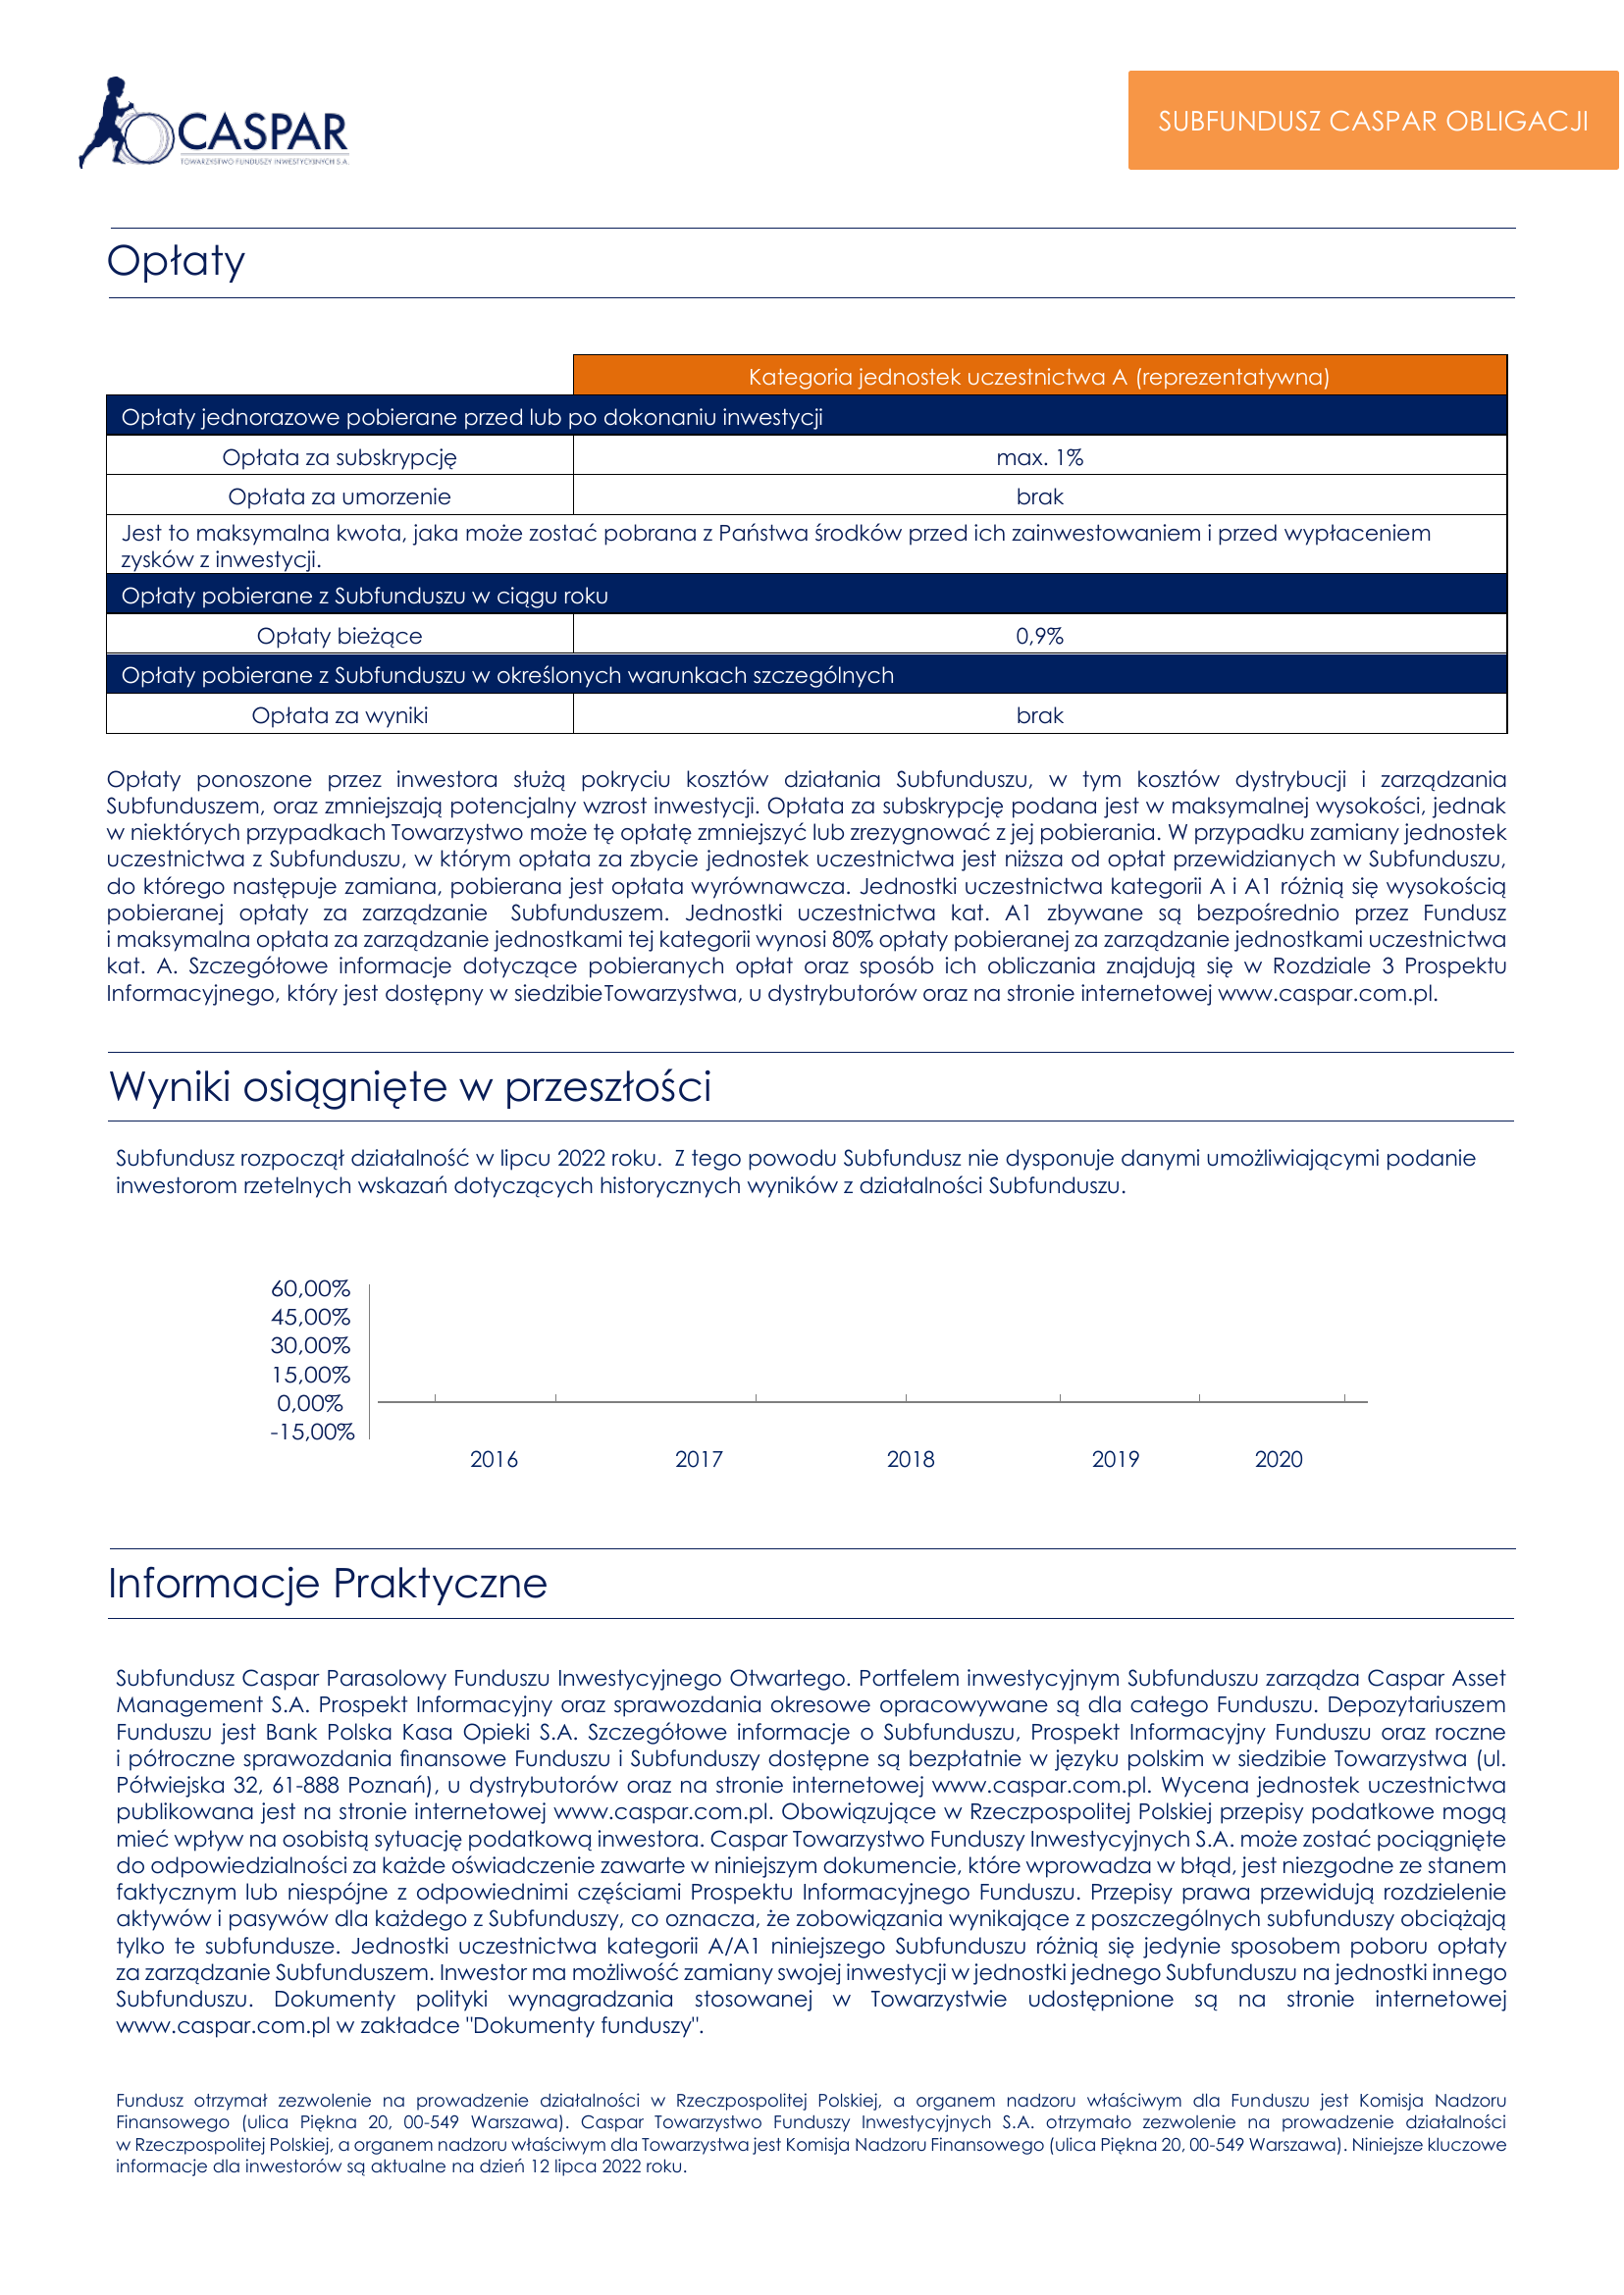 CASPAR
TOWARZYSTWO FUNDUSZY INWESTYCYJNYCH S.A.
SUBFUNDUSZ CASPAR OBLIGACJI
Opłaty
Kategoria jednostek uczestnictwa A (reprezentatywna)
Opłaty jednorazowe pobierane przed lub po dokonaniu inwestycji
Opłata za subskrypcję max. 1%
Opłata za umorzenie brak
Jest to maksymalna kwota, jaka może zostać pobrana z Państwa środków przed ich zainwestowaniem i przed wypłaceniem
zysków z inwestycji.
Opłaty pobierane z Subfunduszu w ciągu roku
Opłaty bieżące 0,9%
Opłaty pobierane z Subfunduszu w określonych warunkach szczególnych
Opłata za wyniki brak
Opłaty ponoszone przez inwestora służą pokryciu kosztów działania Subfunduszu, w tym kosztów dystrybucji i zarządzania
Subfunduszem, oraz zmniejszają potencjalny wzrost inwestycji. Opłata za subskrypcję podana jest w maksymalnej wysokości, jednak
w niektórych przypadkach Towarzystwo może tę opłatę zmniejszyć lub zrezygnować z jej pobierania. W przypadku zamiany jednostek
uczestnictwa z Subfunduszu, w którym opłata za zbycie jednostek uczestnictwa jest niższa od opłat przewidzianych w Subfunduszu,
do którego następuje zamiana, pobierana jest opłata wyrównawcza. Jednostki uczestnictwa kategorii A i A1 różnią się wysokością
pobieranej opłaty za zarządzanie Subfunduszem. Jednostki uczestnictwa kat. A1 zbywane są bezpośrednio przez Fundusz
i maksymalna opłata za zarządzanie jednostkami tej kategorii wynosi 80% opłaty pobieranej za zarządzanie jednostkami uczestnictwa
kat. A. Szczegółowe informacje dotyczące pobieranych opłat oraz sposób ich obliczania znajdują się w Rozdziale 3 Prospektu
Informacyjnego, który jest dostępny w siedzibieTowarzystwa, u dystrybutorów oraz na stronie internetowej www.caspar.com.pl.
Wyniki osiągnięte w przeszłości
Subfundusz rozpoczął działalność w lipcu 2022 roku. Z tego powodu Subfundusz nie dysponuje danymi umożliwiającymi podanie
inwestorom rzetelnych wskazań dotyczących historycznych wyników z działalności Subfunduszu.
60,00%
45,00%
30,00%
15,00%
0,00%
-15,00%
2016 2017 2018 2019 2020
Informacje Praktyczne
Subfundusz Caspar Parasolowy Funduszu Inwestycyjnego Otwartego. Portfelem inwestycyjnym Subfunduszu zarządza Caspar Asset
Management S.A. Prospekt Informacyjny oraz sprawozdania okresowe opracowywane są dla całego Funduszu. Depozytariuszem
Funduszu jest Bank Polska Kasa Opieki S.A. Szczegółowe informacje o Subfunduszu, Prospekt Informacyjny Funduszu oraz roczne
i półroczne sprawozdania finansowe Funduszu i Subfunduszy dostępne są bezpłatnie w języku polskim w siedzibie Towarzystwa (ul.
Półwiejska 32, 61-888 Poznań), u dystrybutorów oraz na stronie internetowej www.caspar.com.pl. Wycena jednostek uczestnictwa
publikowana jest na stronie internetowej www.caspar.com.pl. Obowiązujące w Rzeczpospolitej Polskiej przepisy podatkowe mogą
mieć wpływ na osobistą sytuację podatkową inwestora. Caspar Towarzystwo Funduszy Inwestycyjnych S.A. może zostać pociągnięte
do odpowiedzialności za każde oświadczenie zawarte w niniejszym dokumencie, które wprowadza w błąd, jest niezgodne ze stanem
faktycznym lub niespójne z odpowiednimi częściami Prospektu Informacyjnego Funduszu. Przepisy prawa przewidują rozdzielenie
aktywów i pasywów dla każdego z Subfunduszy, co oznacza, że zobowiązania wynikające z poszczególnych subfunduszy obciążają
tylko te subfundusze. Jednostki uczestnictwa kategorii A/A1 niniejszego Subfunduszu różnią się jedynie sposobem poboru opłaty
za zarządzanie Subfunduszem. Inwestor ma możliwość zamiany swojej inwestycji w jednostki jednego Subfunduszu na jednostki innego
Subfunduszu. Dokumenty polityki wynagradzania stosowanej w Towarzystwie udostępnione są na stronie internetowej
www.caspar.com.pl w zakładce "Dokumenty funduszy".
Fundusz otrzymał zezwolenie na prowadzenie działalności w Rzeczpospolitej Polskiej, a organem nadzoru właściwym dla Funduszu jest Komisja Nadzoru
Finansowego (ulica Piękna 20, 00-549 Warszawa). Caspar Towarzystwo Funduszy Inwestycyjnych S.A. otrzymało zezwolenie na prowadzenie działalności
w Rzeczpospolitej Polskiej, a organem nadzoru właściwym dla Towarzystwa jest Komisja Nadzoru Finansowego (ulica Piękna 20, 00-549 Warszawa). Niniejsze kluczowe
informacje dla inwestorów są aktualne na dzień 12 lipca 2022 roku.